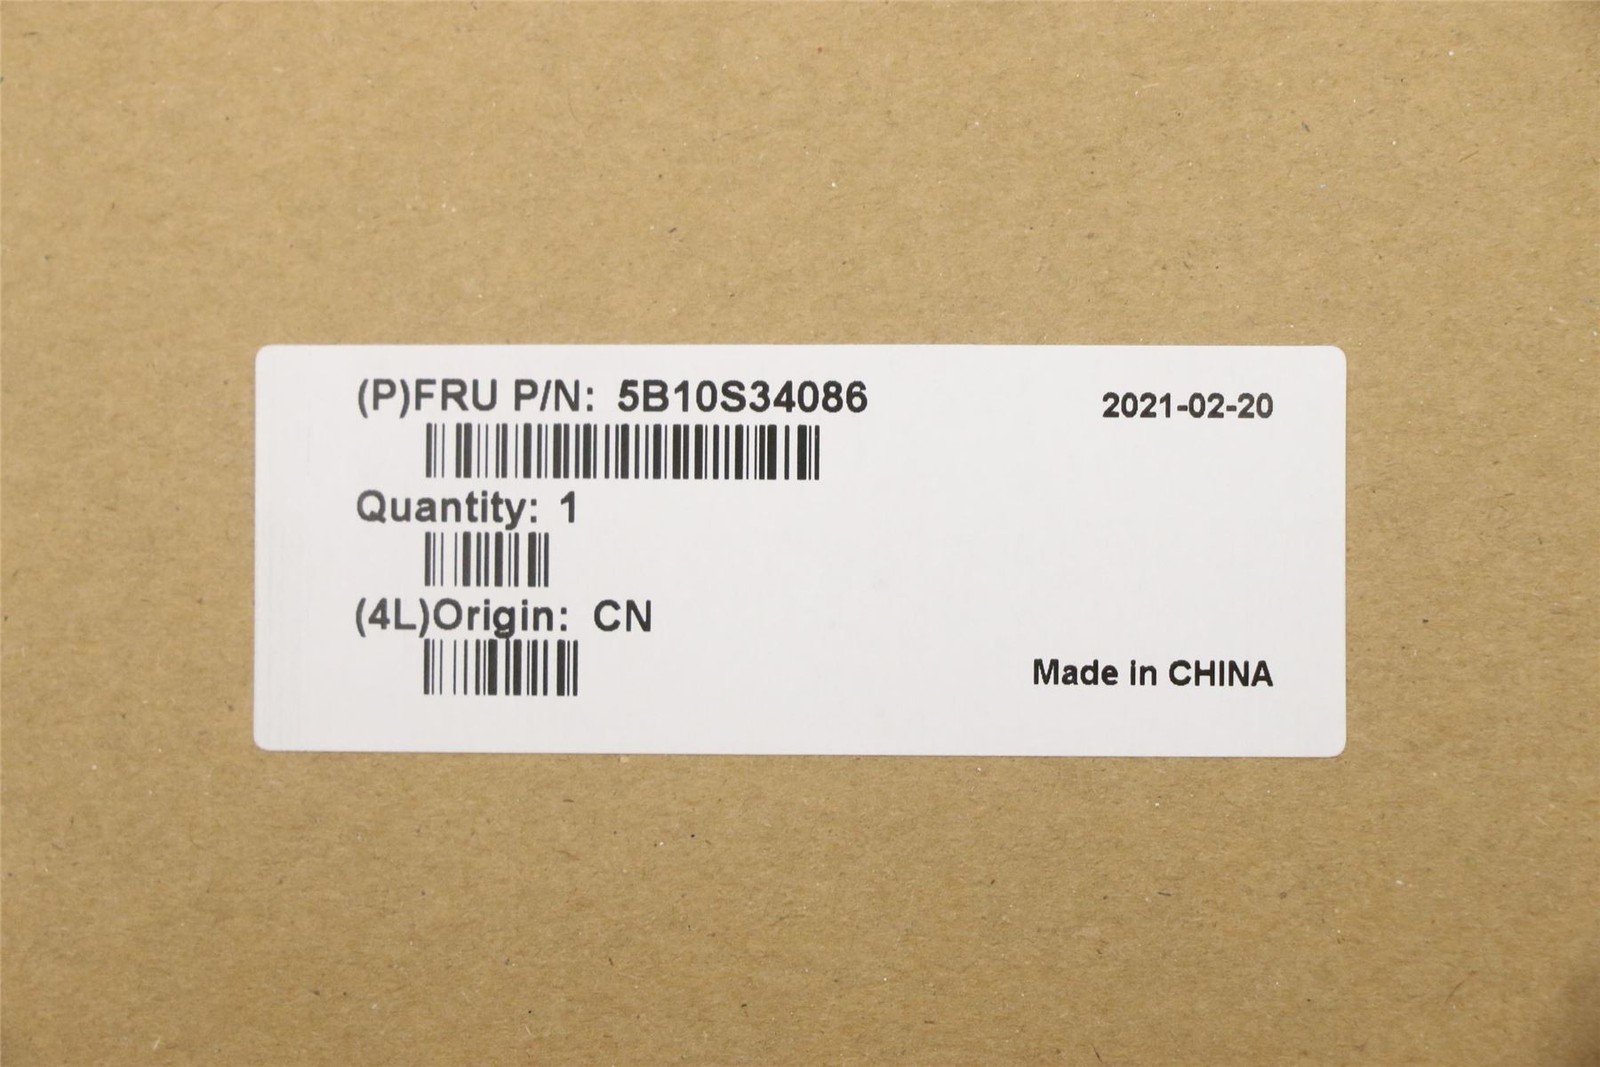 (P)FRU P/N: 5B10S34086
2021-02-20
Quantity: 1
(4L)Origin: CN
Made in CHINA